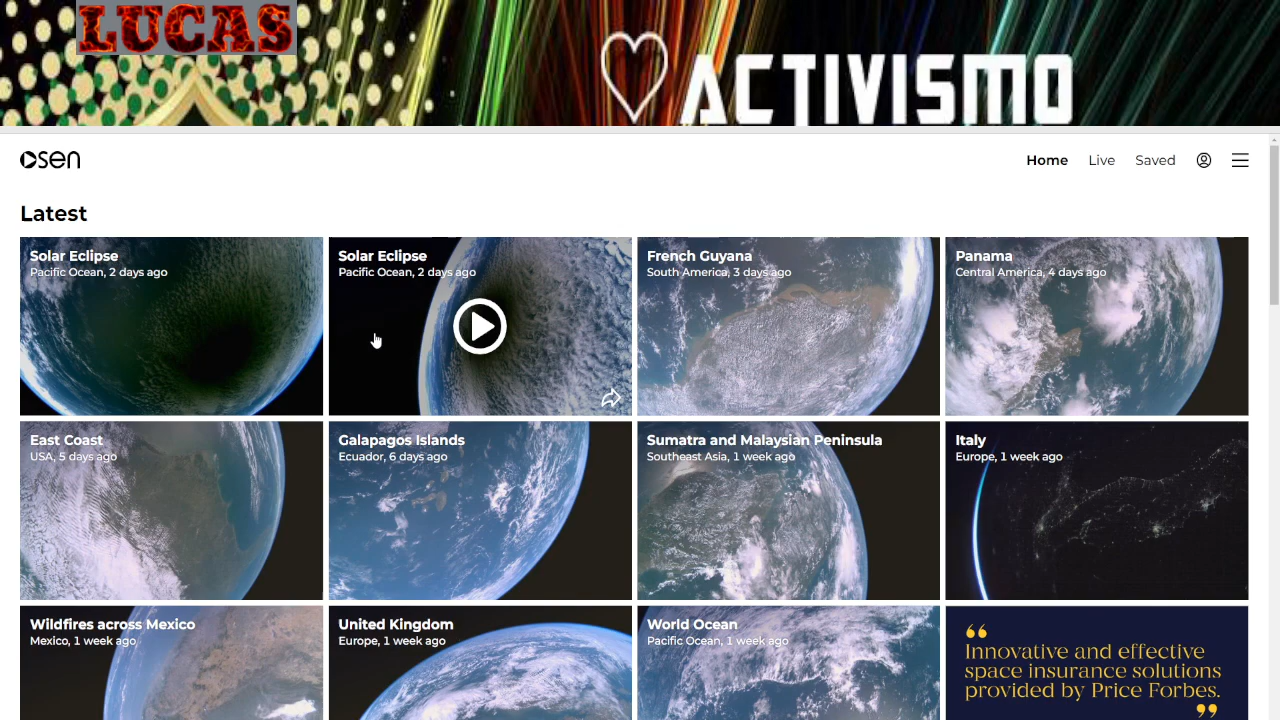 LUCAS
ACTIVISMO
sen
Home
Live
Saved
Latest
Solar Eclipse
Pacific Ocean, 2 days ago
Solar Eclipse
Pacific Ocean, 2 days ago
French Guyana
South America, 3 days ago
Panama
Central America, 4 days ago
East Coast
USA, 5 days ago
Galapagos Islands
Ecuador, 6 days ago
Sumatra and Malaysian Peninsula
Southeast Asia, 1 week ago
Italy
Europe, 1 week ago
Wildfires across Mexico
Mexico, 1 week ago
United Kingdom
Europe, 1 week ago
World Ocean
Pacific Ocean, 1 week ago
“
Innovative and effective
space insurance solutions
provided by Price Forbes.
”